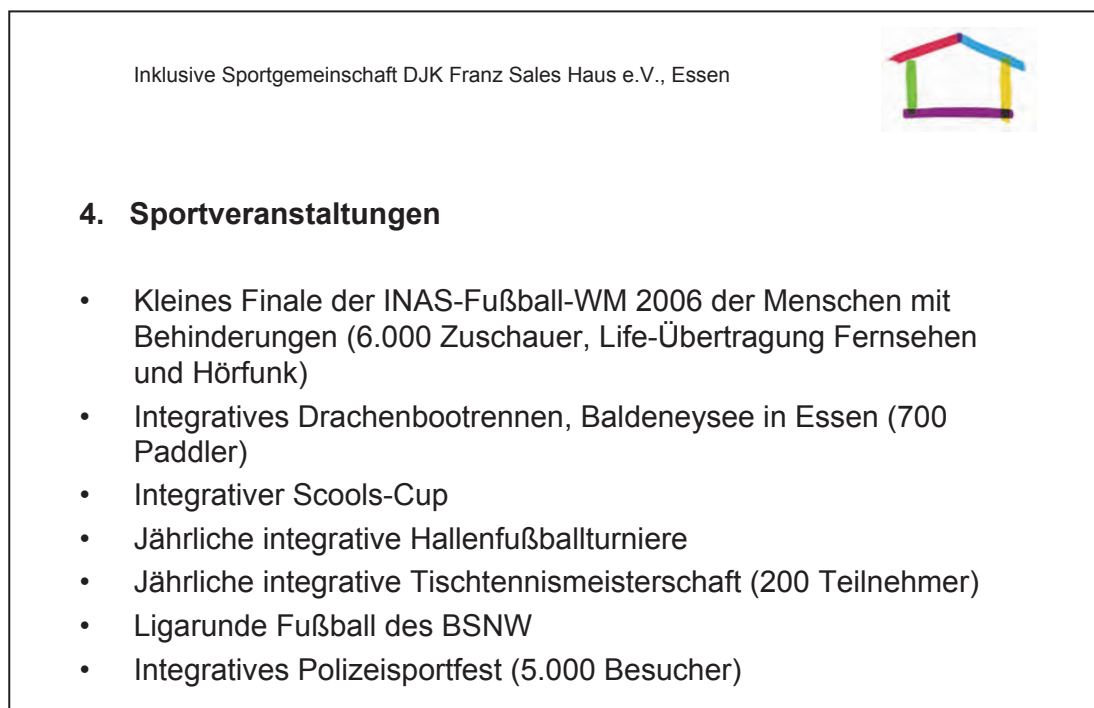 Inklusive Sportgemeinschaft DJK Franz Sales Haus e.V., Essen
4. Sportveranstaltungen
• Kleines Finale der INAS-Fußball-WM 2006 der Menschen mit
Behinderungen (6.000 Zuschauer, Life-Übertragung Fernsehen
und Hörfunk)
• Integratives Drachenbootrennen, Baldeneysee in Essen (700
Paddler)
• Integrativer Scools-Cup
• Jährliche integrative Hallenfußballturniere
• Jährliche integrative Tischtennismeisterschaft (200 Teilnehmer)
• Ligarunde Fußball des BSNW
• Integratives Polizeisportfest (5.000 Besucher)